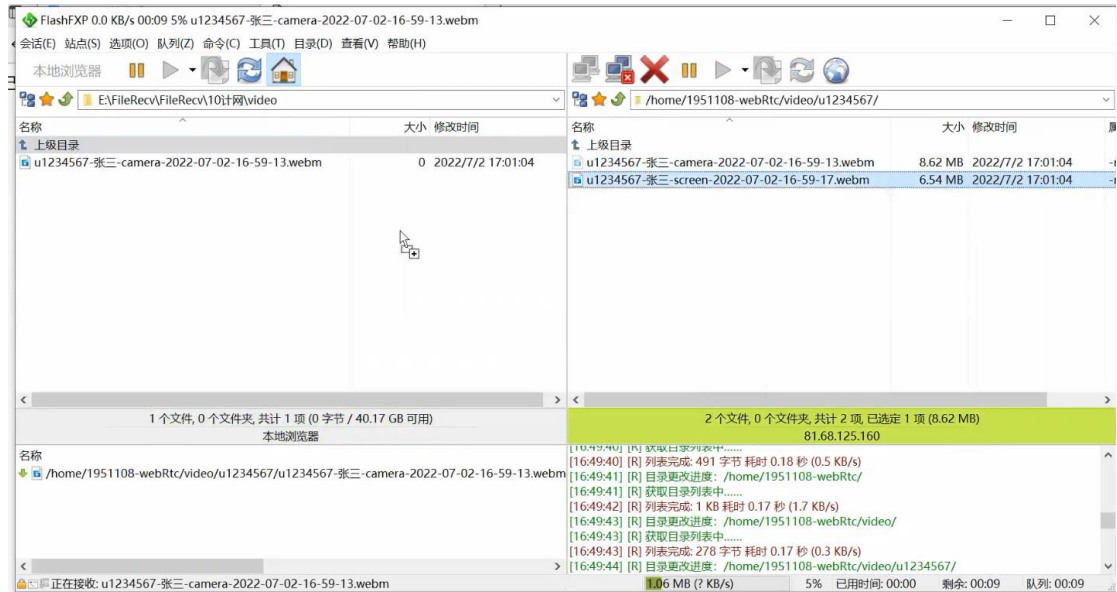 FlashFXP 0.0 KB/s 00:09 5% u1234567-张三-camera-2022-07-02-16-59-13.webm
会话(E) 站点(S) 选项(O) 队列(Z) 命令(C) 工具(T) 目录(D) 查看(V) 帮助(H)
本地浏览器
E:\FileRecv\FileRecv\10计网\video
/home/1951108-webRtc/video/u1234567/
名称 大小 修改时间
上级目录
u1234567-张三-camera-2022-07-02-16-59-13.webm 0 2022/7/2 17:01:04
名称 大小 修改时间
上级目录
u1234567-张三-camera-2022-07-02-16-59-13.webm 8.62 MB 2022/7/2 17:01:04
u1234567-张三-screen-2022-07-02-16-59-17.webm 6.54 MB 2022/7/2 17:01:04
1 个文件, 0 个文件夹, 共计 1 项 (0 字节 / 40.17 GB 可用)
本地浏览器
2 个文件, 0 个文件夹, 共计 2 项, 已选定 1 项 (8.62 MB)
81.68.125.160
名称
/home/1951108-webRtc/video/u1234567/u1234567-张三-camera-2022-07-02-16-59-13.webm
[16:49:40] [R] 获取目录列表中......
[16:49:40] [R] 列表完成: 491 字节 耗时 0.18 秒 (0.5 KB/s)
[16:49:41] [R] 目录更改进度: /home/1951108-webRtc/
[16:49:41] [R] 获取目录列表中......
[16:49:42] [R] 列表完成: 1 KB 耗时 0.17 秒 (1.7 KB/s)
[16:49:43] [R] 目录更改进度: /home/1951108-webRtc/video/
[16:49:43] [R] 获取目录列表中......
[16:49:43] [R] 列表完成: 278 字节 耗时 0.17 秒 (0.3 KB/s)
[16:49:44] [R] 目录更改进度: /home/1951108-webRtc/video/u1234567/
正在接收: u1234567-张三-camera-2022-07-02-16-59-13.webm 1.06 MB (? KB/s) 5% 已用时间: 00:00 剩余: 00:09 队列: 00:09